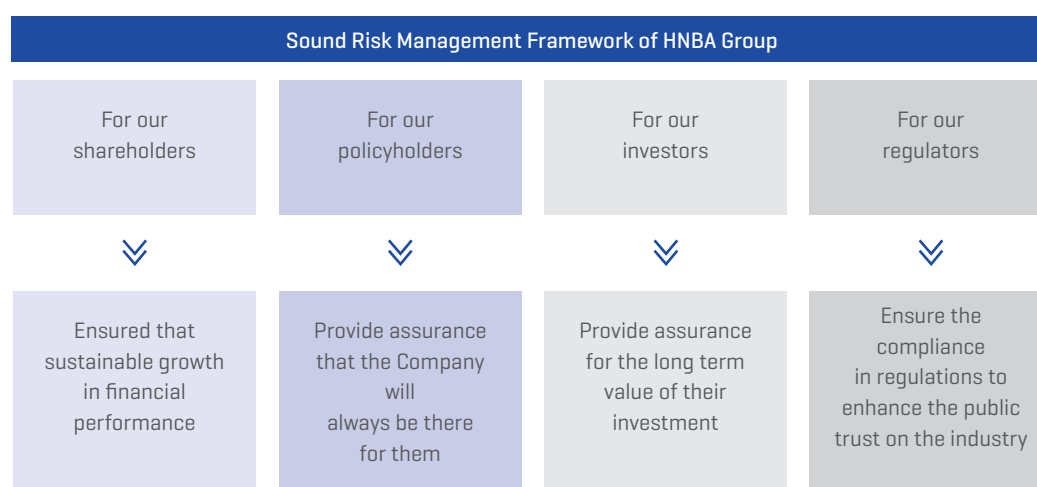 Sound Risk Management Framework of HNBA Group
For our
shareholders
For our
policyholders
For our
investors
For our
regulators
Ensured that
sustainable growth
in financial
performance
Provide assurance
that the Company
will
always be there
for them
Provide assurance
for the long term
value of their
investment
Ensure the
compliance
in regulations to
enhance the public
trust on the industry